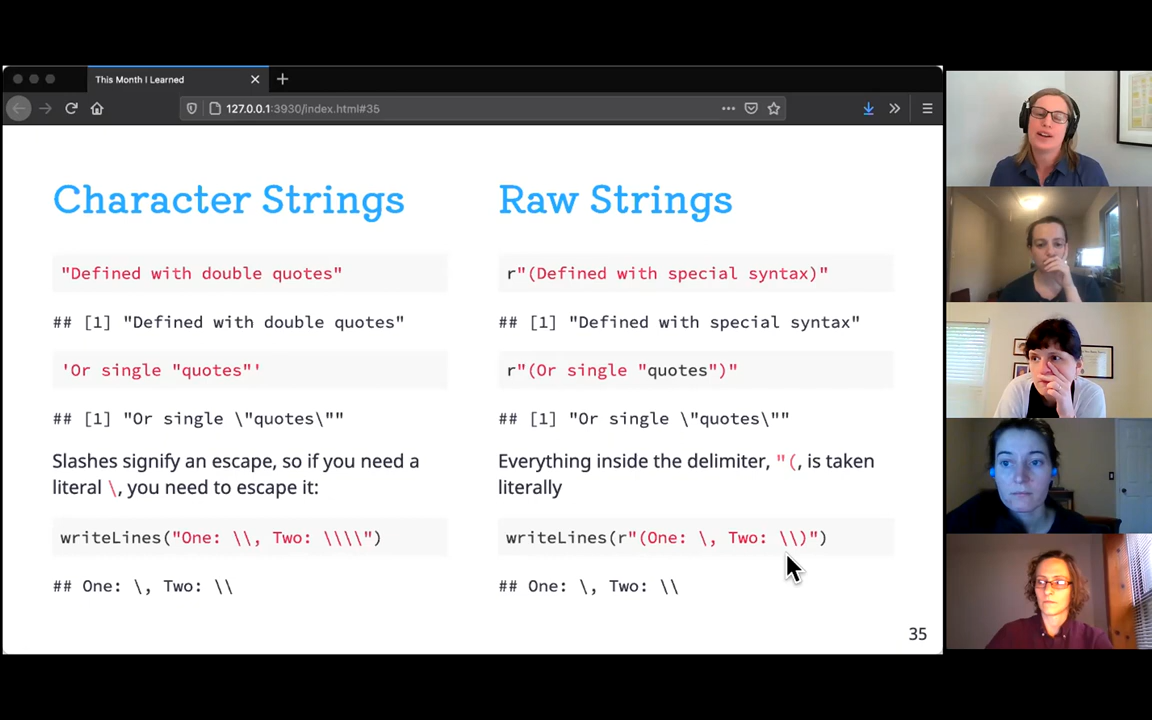 This Month I Learned
127.0.0.1:3930/index.html#35
Character Strings
"Defined with double quotes"
## [1] "Defined with double quotes"
'Or single "quotes"'
## [1] "Or single \"quotes\""
Slashes signify an escape, so if you need a
literal \, you need to escape it:
writeLines("One: \\, Two: \\\\")
## One: \, Two: \\
Raw Strings
r"(Defined with special syntax)"
## [1] "Defined with special syntax"
r"(Or single "quotes")"
## [1] "Or single \"quotes\""
Everything inside the delimiter, "(, is taken
literally
writeLines(r"(One: \, Two: \\)")
## One: \, Two: \\
35